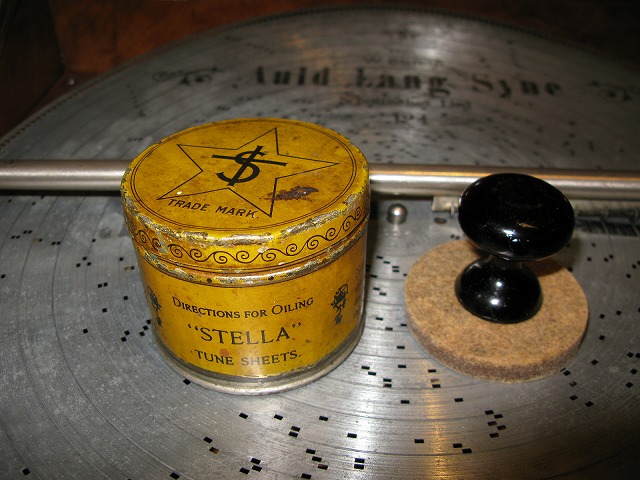 Auld Lang Syne
$
TRADE MARK.
DIRECTIONS FOR OILING
"STELLA"
TUNE SHEETS.